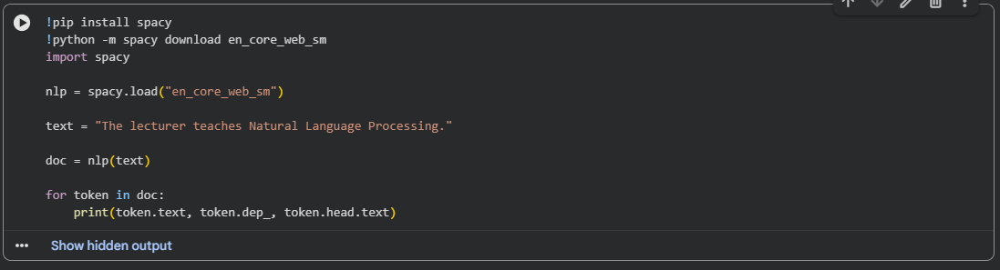 !pip install spacy
!python -m spacy download en_core_web_sm
import spacy
nlp = spacy.load("en_core_web_sm")
text = "The lecturer teaches Natural Language Processing."
doc = nlp(text)
for token in doc:
    print(token.text, token.dep_, token.head.text)
Show hidden output